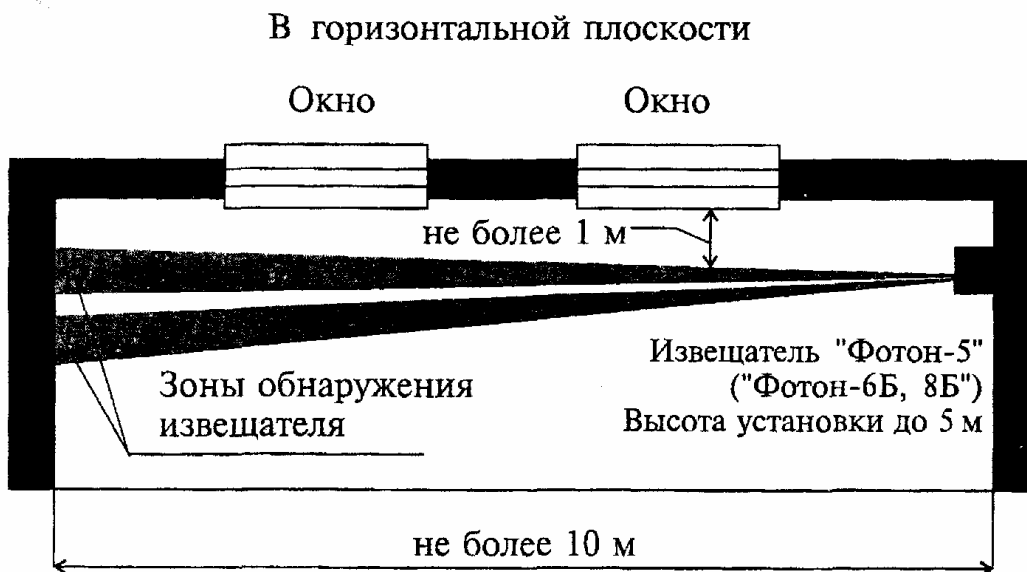 В горизонтальной плоскости
Окно Окно
не более 1 м
Извещатель "Фотон-5"
("Фотон-6Б, 8Б")
Высота установки до 5 м
Зоны обнаружения
извещателя
не более 10 м